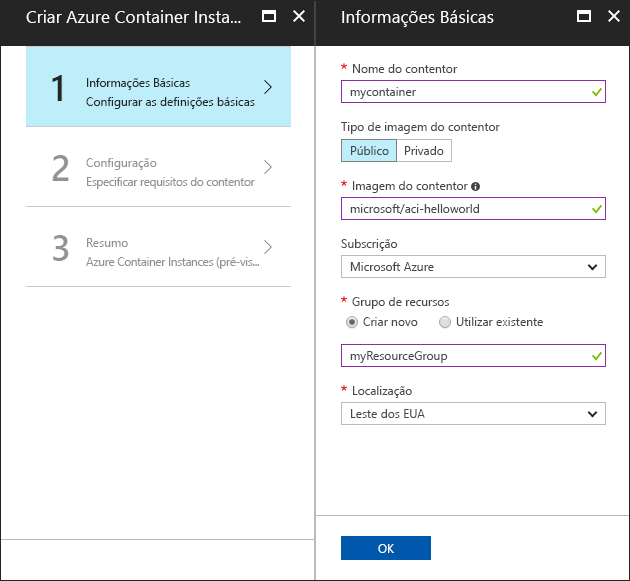 Criar Azure Container Insta...
1
Informações Básicas
Configurar as definições básicas
2
Configuração
Especificar requisitos do contentor
3
Resumo
Azure Container Instances (pré-vis...
Informações Básicas
* Nome do contentor
mycontainer
Tipo de imagem do contentor
Público Privado
* Imagem do contentor
microsoft/aci-helloworld
Subscrição
Microsoft Azure
* Grupo de recursos
Criar novo Utilizar existente
myResourceGroup
* Localização
Leste dos EUA
OK